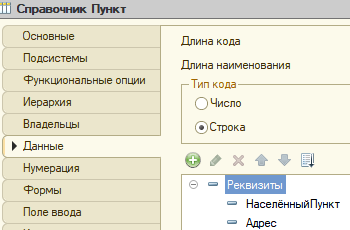 Справочник Пункт
Основные
Подсистемы
Функциональные опции
Иерархия
Владельцы
Данные
Нумерация
Формы
Поле ввода
Длина кода
Длина наименования
Тип кода
Число
Строка
Реквизиты
НаселённыйПункт
Адрес